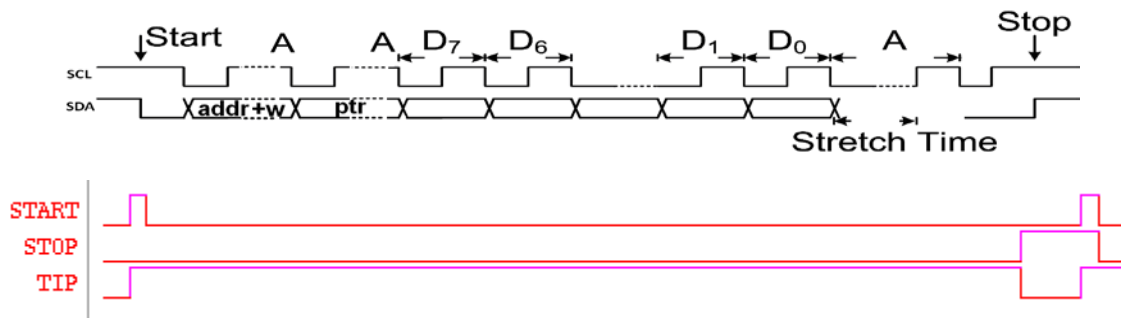 Start A A D7 D6 D1 D0 A Stop
SCL
SDA addr+w ptr
Stretch Time
START
STOP
TIP